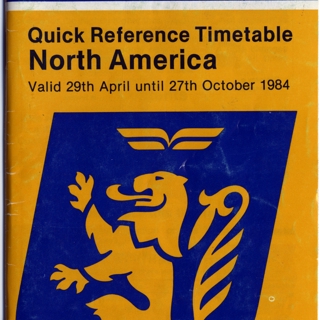 Quick Reference Timetable
North America
Valid 29th April until 27th October 1984